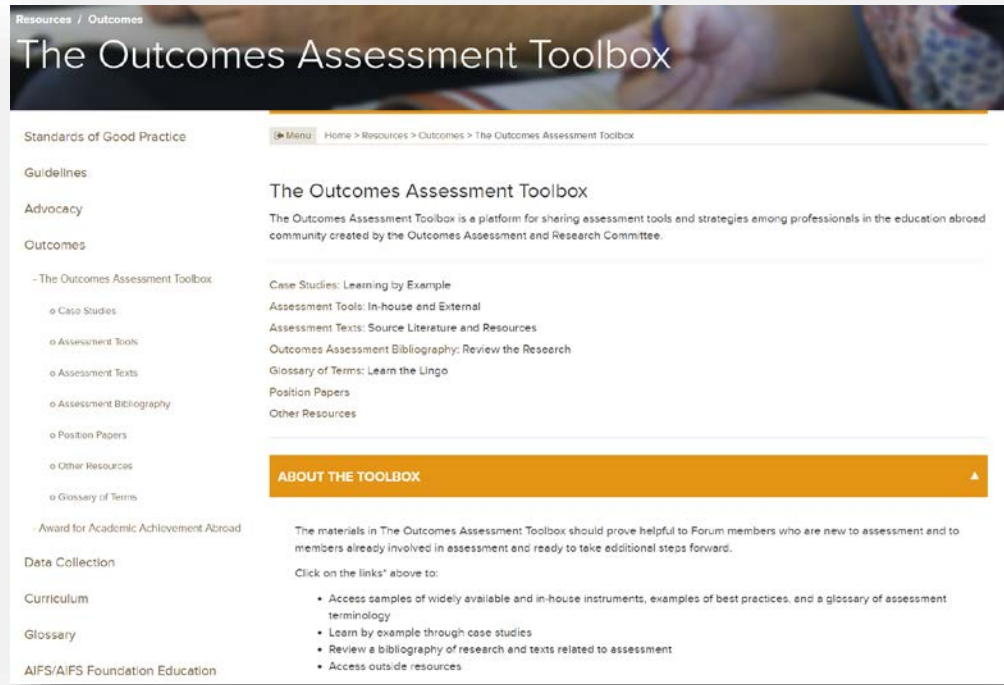 Resources / Outcomes
The Outcomes Assessment Toolbox
Standards of Good Practice
Guidelines
Advocacy
Outcomes
- The Outcomes Assessment Toolbox
o Case Studies
o Assessment Tools
o Assessment Texts
o Assessment Bibliography
o Position Papers
o Other Resources
o Glossary of Terms
- Award for Academic Achievement Abroad
Data Collection
Curriculum
Glossary
AIFS/AIFS Foundation Education
Menu Home > Resources > Outcomes > The Outcomes Assessment Toolbox
The Outcomes Assessment Toolbox
The Outcomes Assessment Toolbox is a platform for sharing assessment tools and strategies among professionals in the education abroad
community created by the Outcomes Assessment and Research Committee.
Case Studies: Learning by Example
Assessment Tools: In-house and External
Assessment Texts: Source Literature and Resources
Outcomes Assessment Bibliography: Review the Research
Glossary of Terms: Learn the Lingo
Position Papers
Other Resources
ABOUT THE TOOLBOX
The materials in The Outcomes Assessment Toolbox should prove helpful to Forum members who are new to assessment and to
members already involved in assessment and ready to take additional steps forward.
Click on the links* above to:
• Access samples of widely available and in-house instruments, examples of best practices, and a glossary of assessment
terminology
• Learn by example through case studies
• Review a bibliography of research and texts related to assessment
• Access outside resources